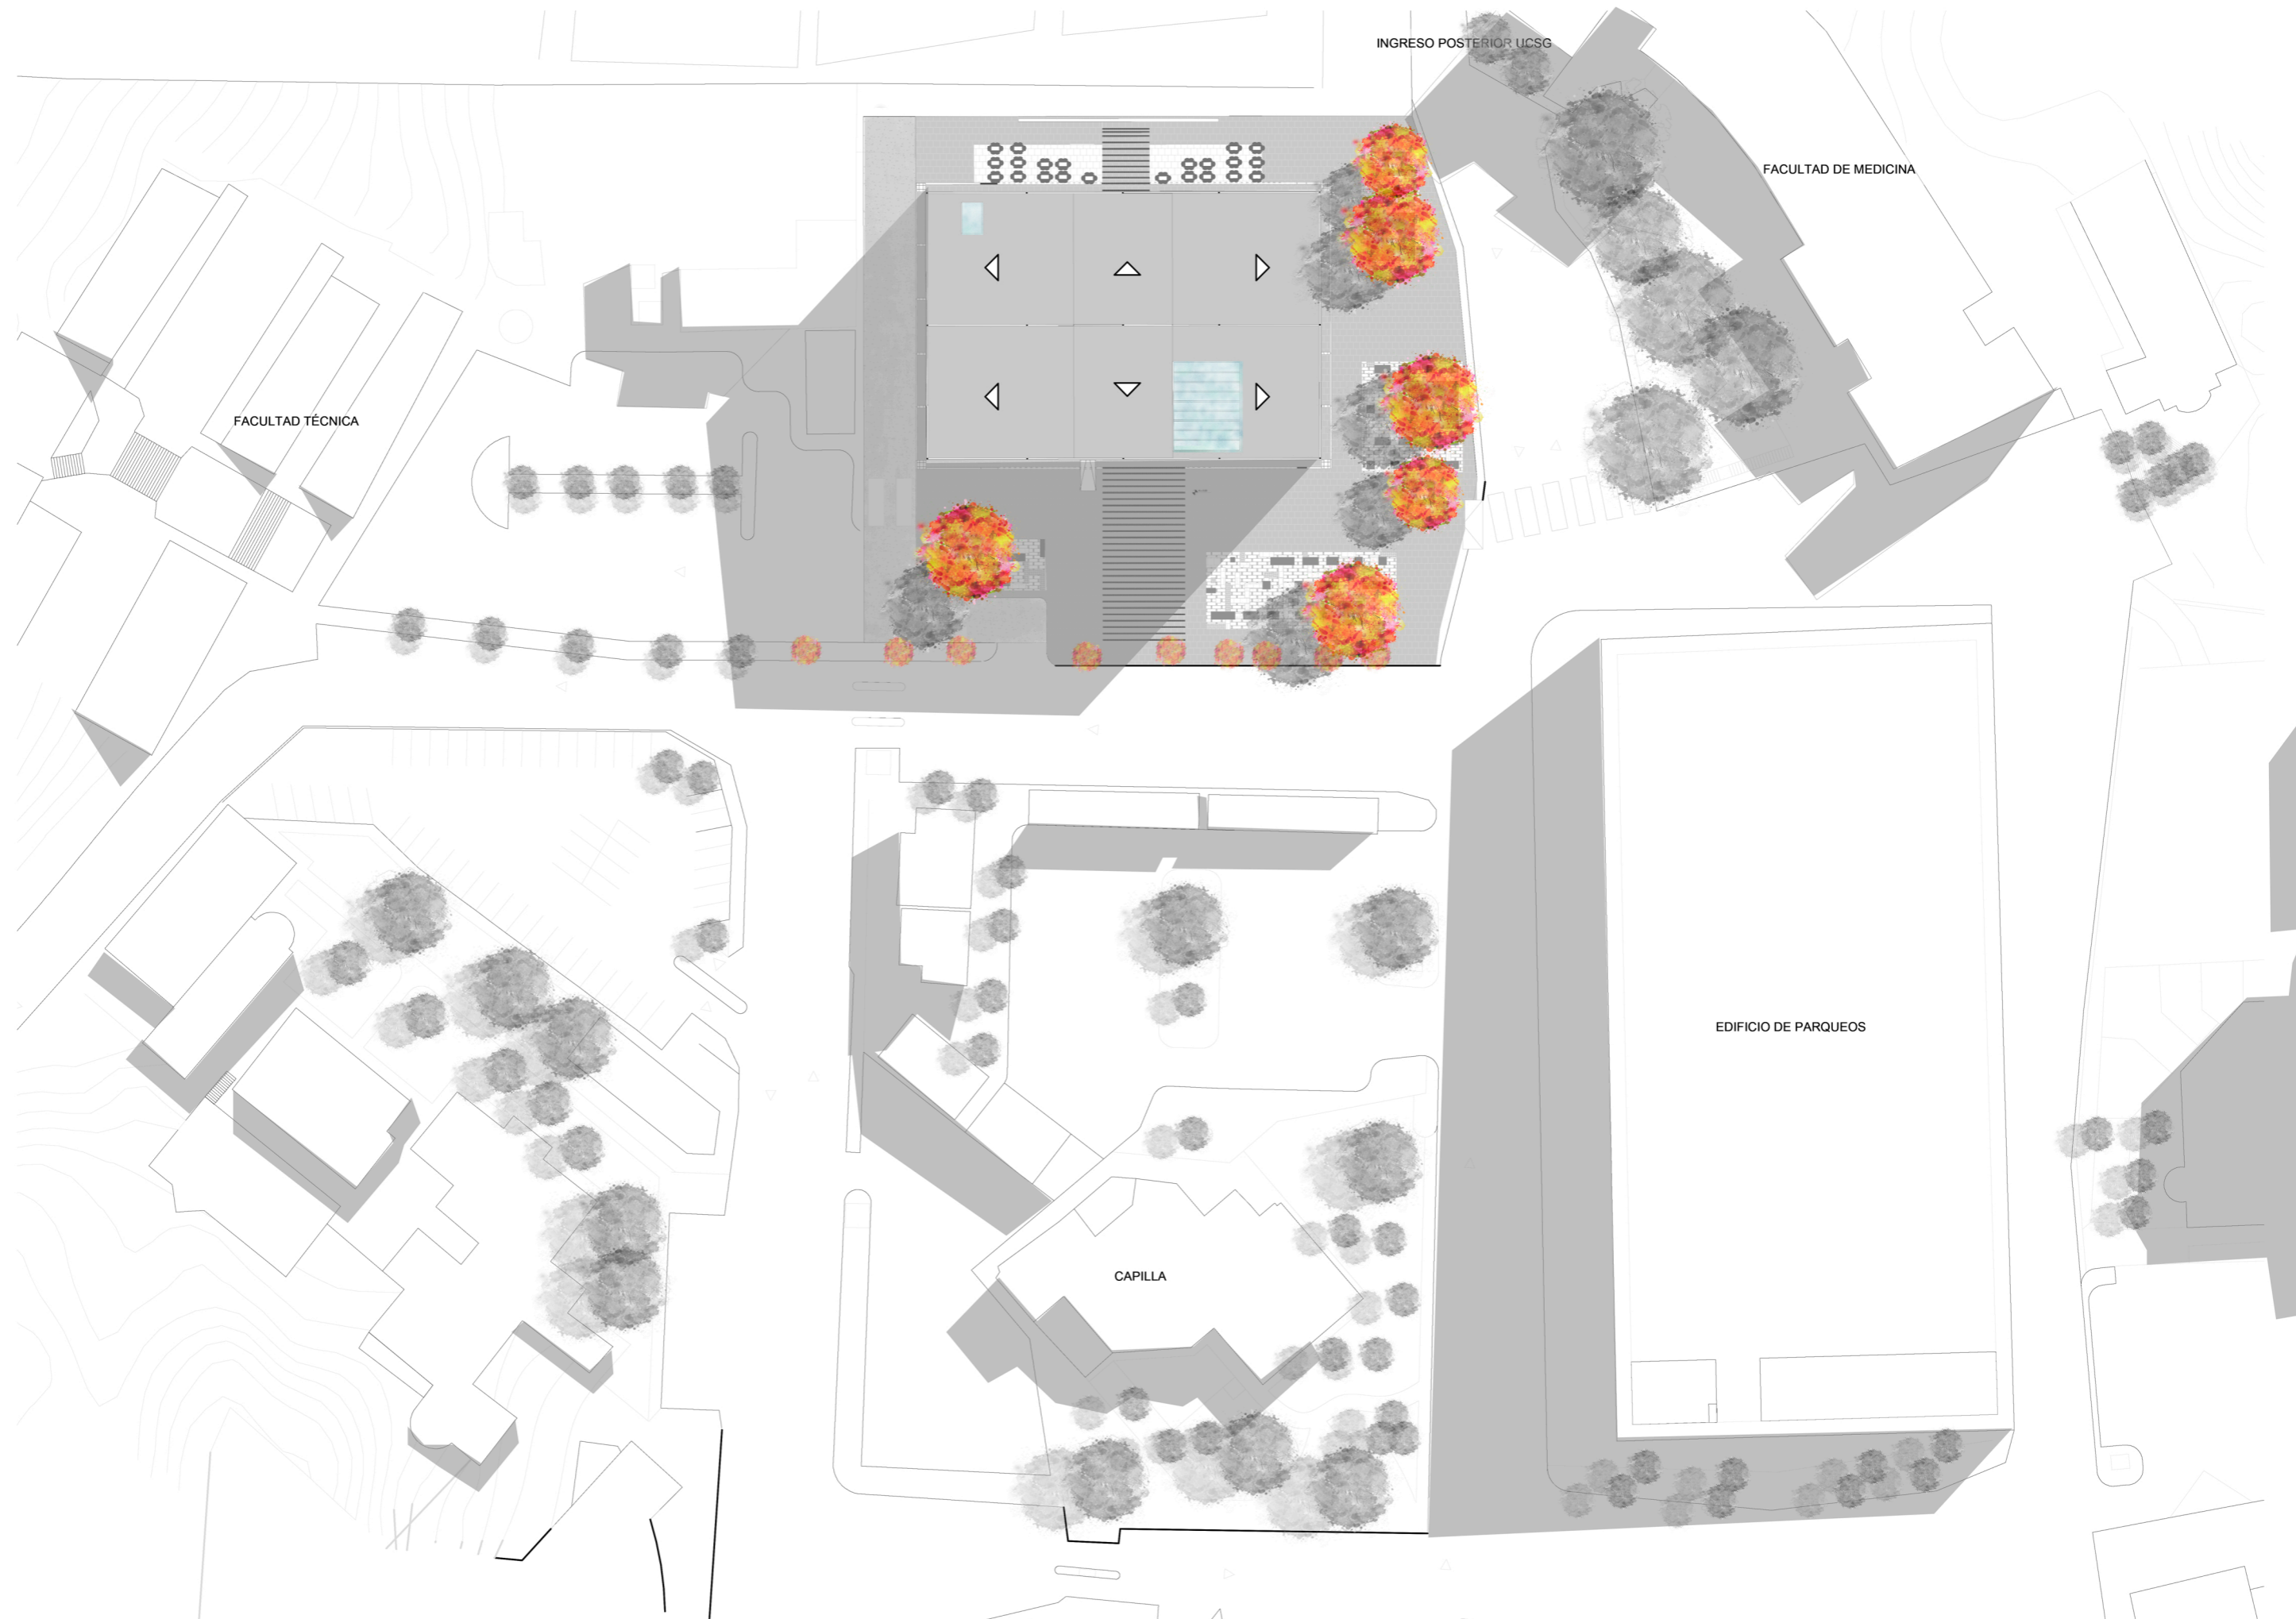 INGRESO POSTERIOR UCSG
FACULTAD DE MEDICINA
FACULTAD TÉCNICA
EDIFICIO DE PARQUEOS
CAPILLA